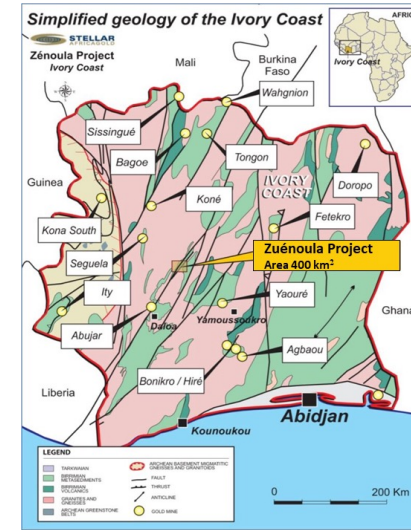 Simplified geology of the Ivory Coast
STELLAR
AFRICAGOLD
Zénoula Project
Ivory Coast
AFRIC
Ivory Coast
Mali
Burkina
Faso
Wahgnion
Sissingué
Bagoe
Tongon
Guinea
IVORY
COAST
Doropo
Koné
Kona South
Fetekro
Seguela
Zuénoula Project
Area 400 km²
Ity
Yaouré
Ghana
Daloa
Yamoussoukro
Abujar
Agbaou
Bonikro / Hiré
Liberia
Abidjan
Kounoukou
LEGEND
TARKWAIAN
BIRRIMIAN
METASEDIMENTS
BIRRIMIAN
VOLCANICS
GRANITES AND
GNEISSES
ARCHEAN GREENSTONE
BELTS
ARCHEAN BASEMENT MIGMATITIC
GNEISSES AND GRANITOIDS
FAULT
THRUST
ANTICLINE
GOLD MINE
0 200 Km